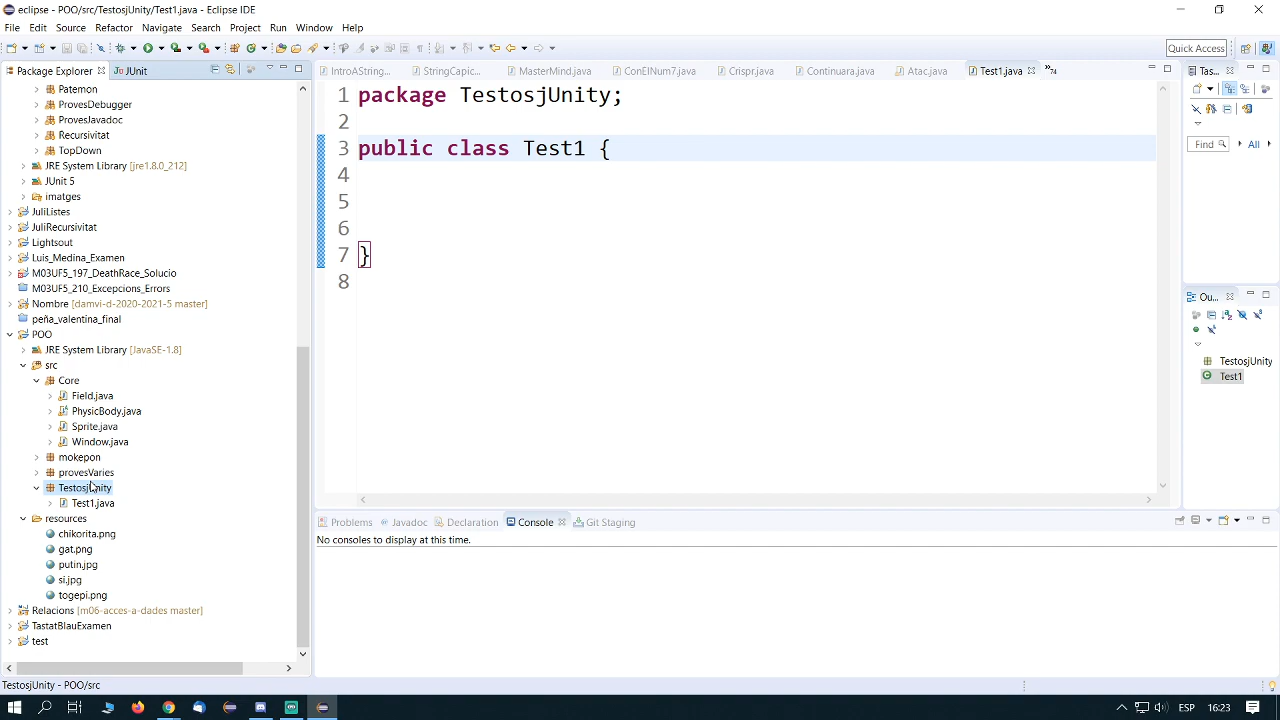 eclipse - POO/src/TestosjUnity/Test1.java - Eclipse IDE
File Edit Source Refactor Navigate Search Project Run Window Help
Quick Access
Package Explorer JUnit
Patemon
ProvesDebugger
ProvesJavadoc
Recursivitat
TopDown
JRE System Library [jre1.8.0_212]
JUnit 5
imatges
JuliListes
JuliRecursivitat
Lightsout
Luis_Medina_Examen
M03UF5_197_DeathRace_Solucio
M03UF5_210_Excepcions_Errors
Nombre [damvi-d-2020-2021-5 master]
peña_valentina_final
POO
JRE System Library [JavaSE-1.8]
src
Core
Field.java
PhysicBody.java
Sprite.java
Window.java
mokepon
provesVaries
TestosjUnity
Test1.java
resources
chikorita.png
gat.png
putin.jpg
si.jpg
togepi.png
Relacions [m06-acces-a-dades master]
TastatBlauExamen
test
IntroAString... StringCapic... MasterMind.java ConEINum7.java Crispr.java Continuara.java Atac.java Test1.java »74
1 package TestosjUnity;
2
3 public class Test1 {
4
5
6
7 }
8
Tas...
Find All
Ou...
TestosjUnity
Test1
Problems Javadoc Declaration Console Git Staging
No consoles to display at this time.
TestosjUnity - POO/src
ESP 16:23